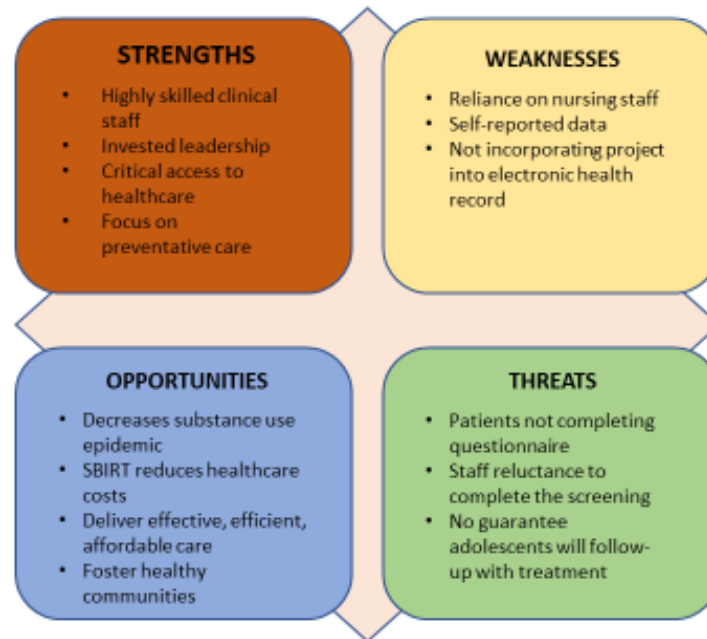 STRENGTHS
• Highly skilled clinical
staff
• Invested leadership
• Critical access to
healthcare
• Focus on
preventative care
WEAKNESSES
• Reliance on nursing staff
• Self-reported data
• Not incorporating project
into electronic health
record
OPPORTUNITIES
• Decreases substance use
epidemic
• SBIRT reduces healthcare
costs
• Deliver effective, efficient,
affordable care
• Foster healthy
communities
THREATS
• Patients not completing
questionnaire
• Staff reluctance to
complete the screening
• No guarantee
adolescents will follow-
up with treatment